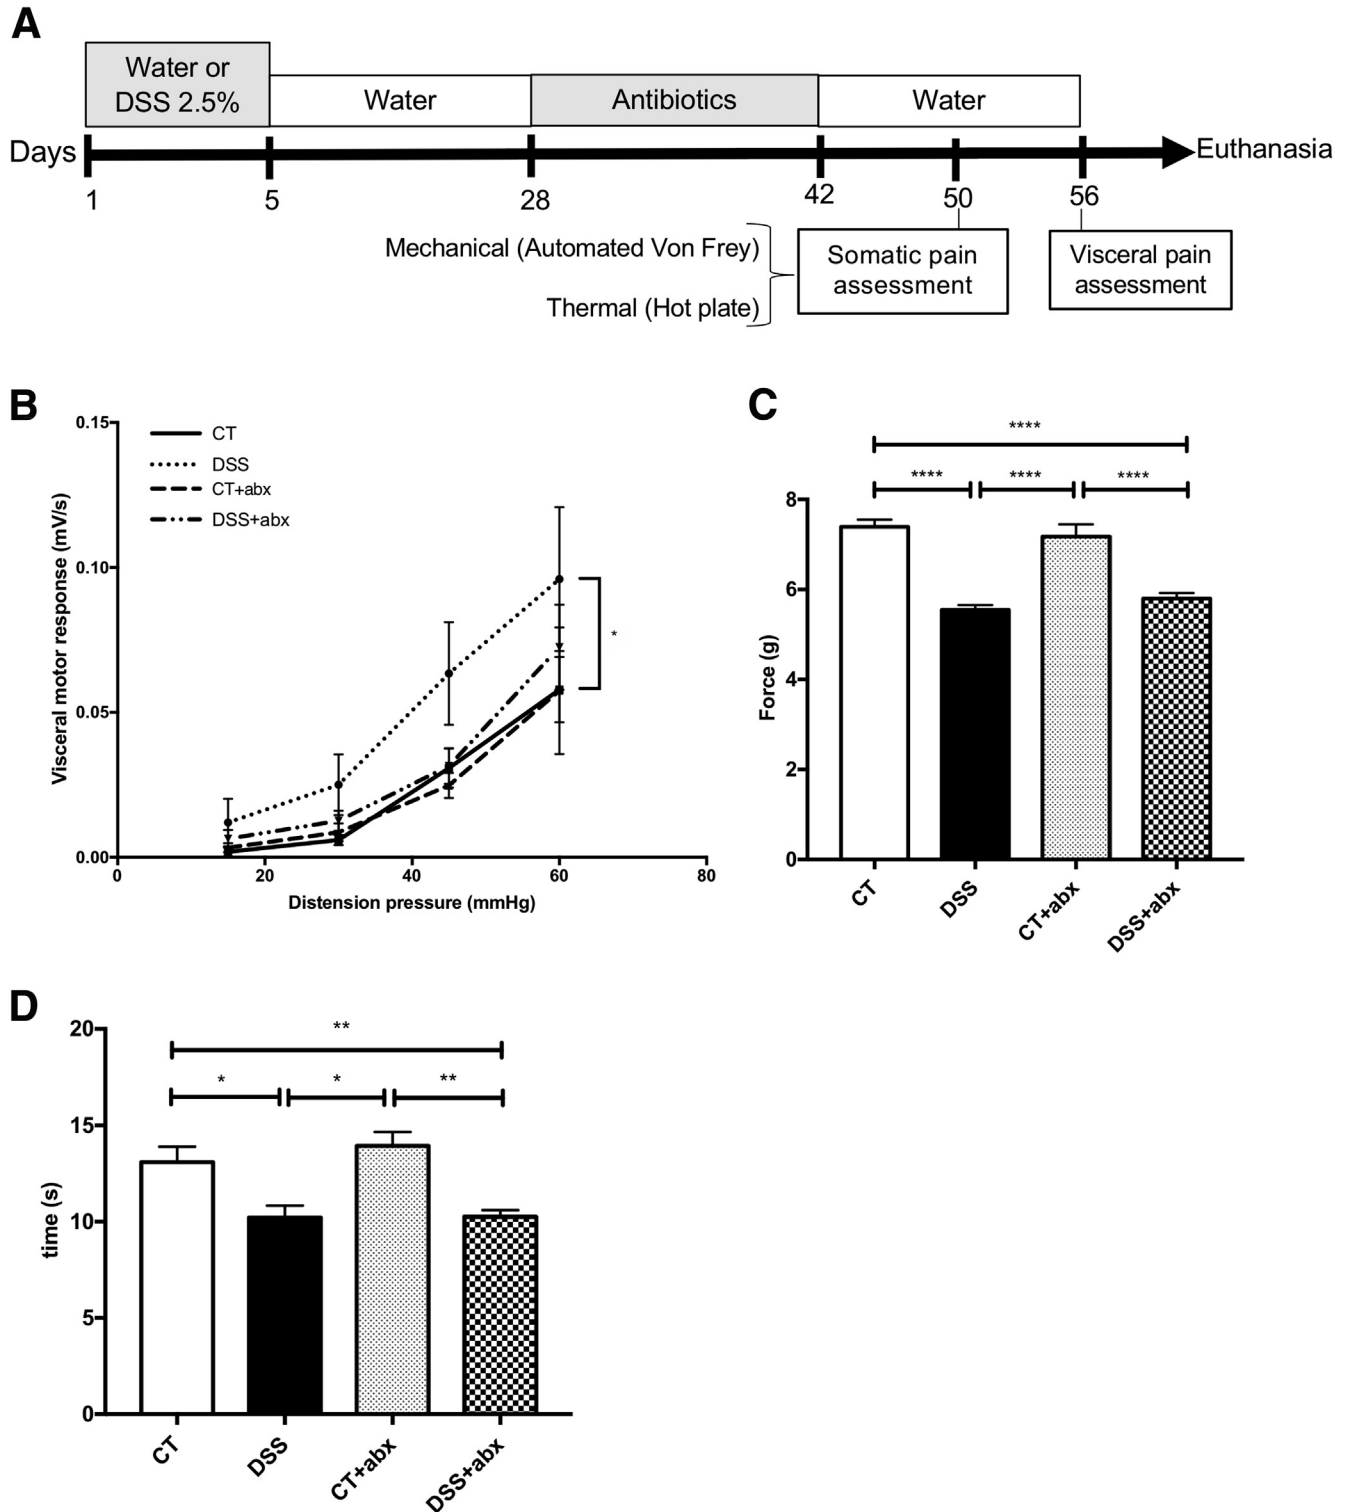 A
Water or
DSS 2.5%
Water
Antibiotics
Water
Days
Euthanasia
1
5
28
42
50
56
Mechanical (Automated Von Frey)
Thermal (Hot plate)
Somatic pain
assessment
Visceral pain
assessment
B
CT
DSS
CT+abx
DSS+abx
Visceral motor response (mV/s)
0.15
0.10
0.05
0.00
*
0
20
40
60
80
Distension pressure (mmHg)
C
****
****
****
****
Force (g)
8
6
4
2
0
CT
DSS
CT+abx
DSS+abx
D
**
*
*
**
time (s)
20
15
10
5
0
CT
DSS
CT+abx
DSS+abx